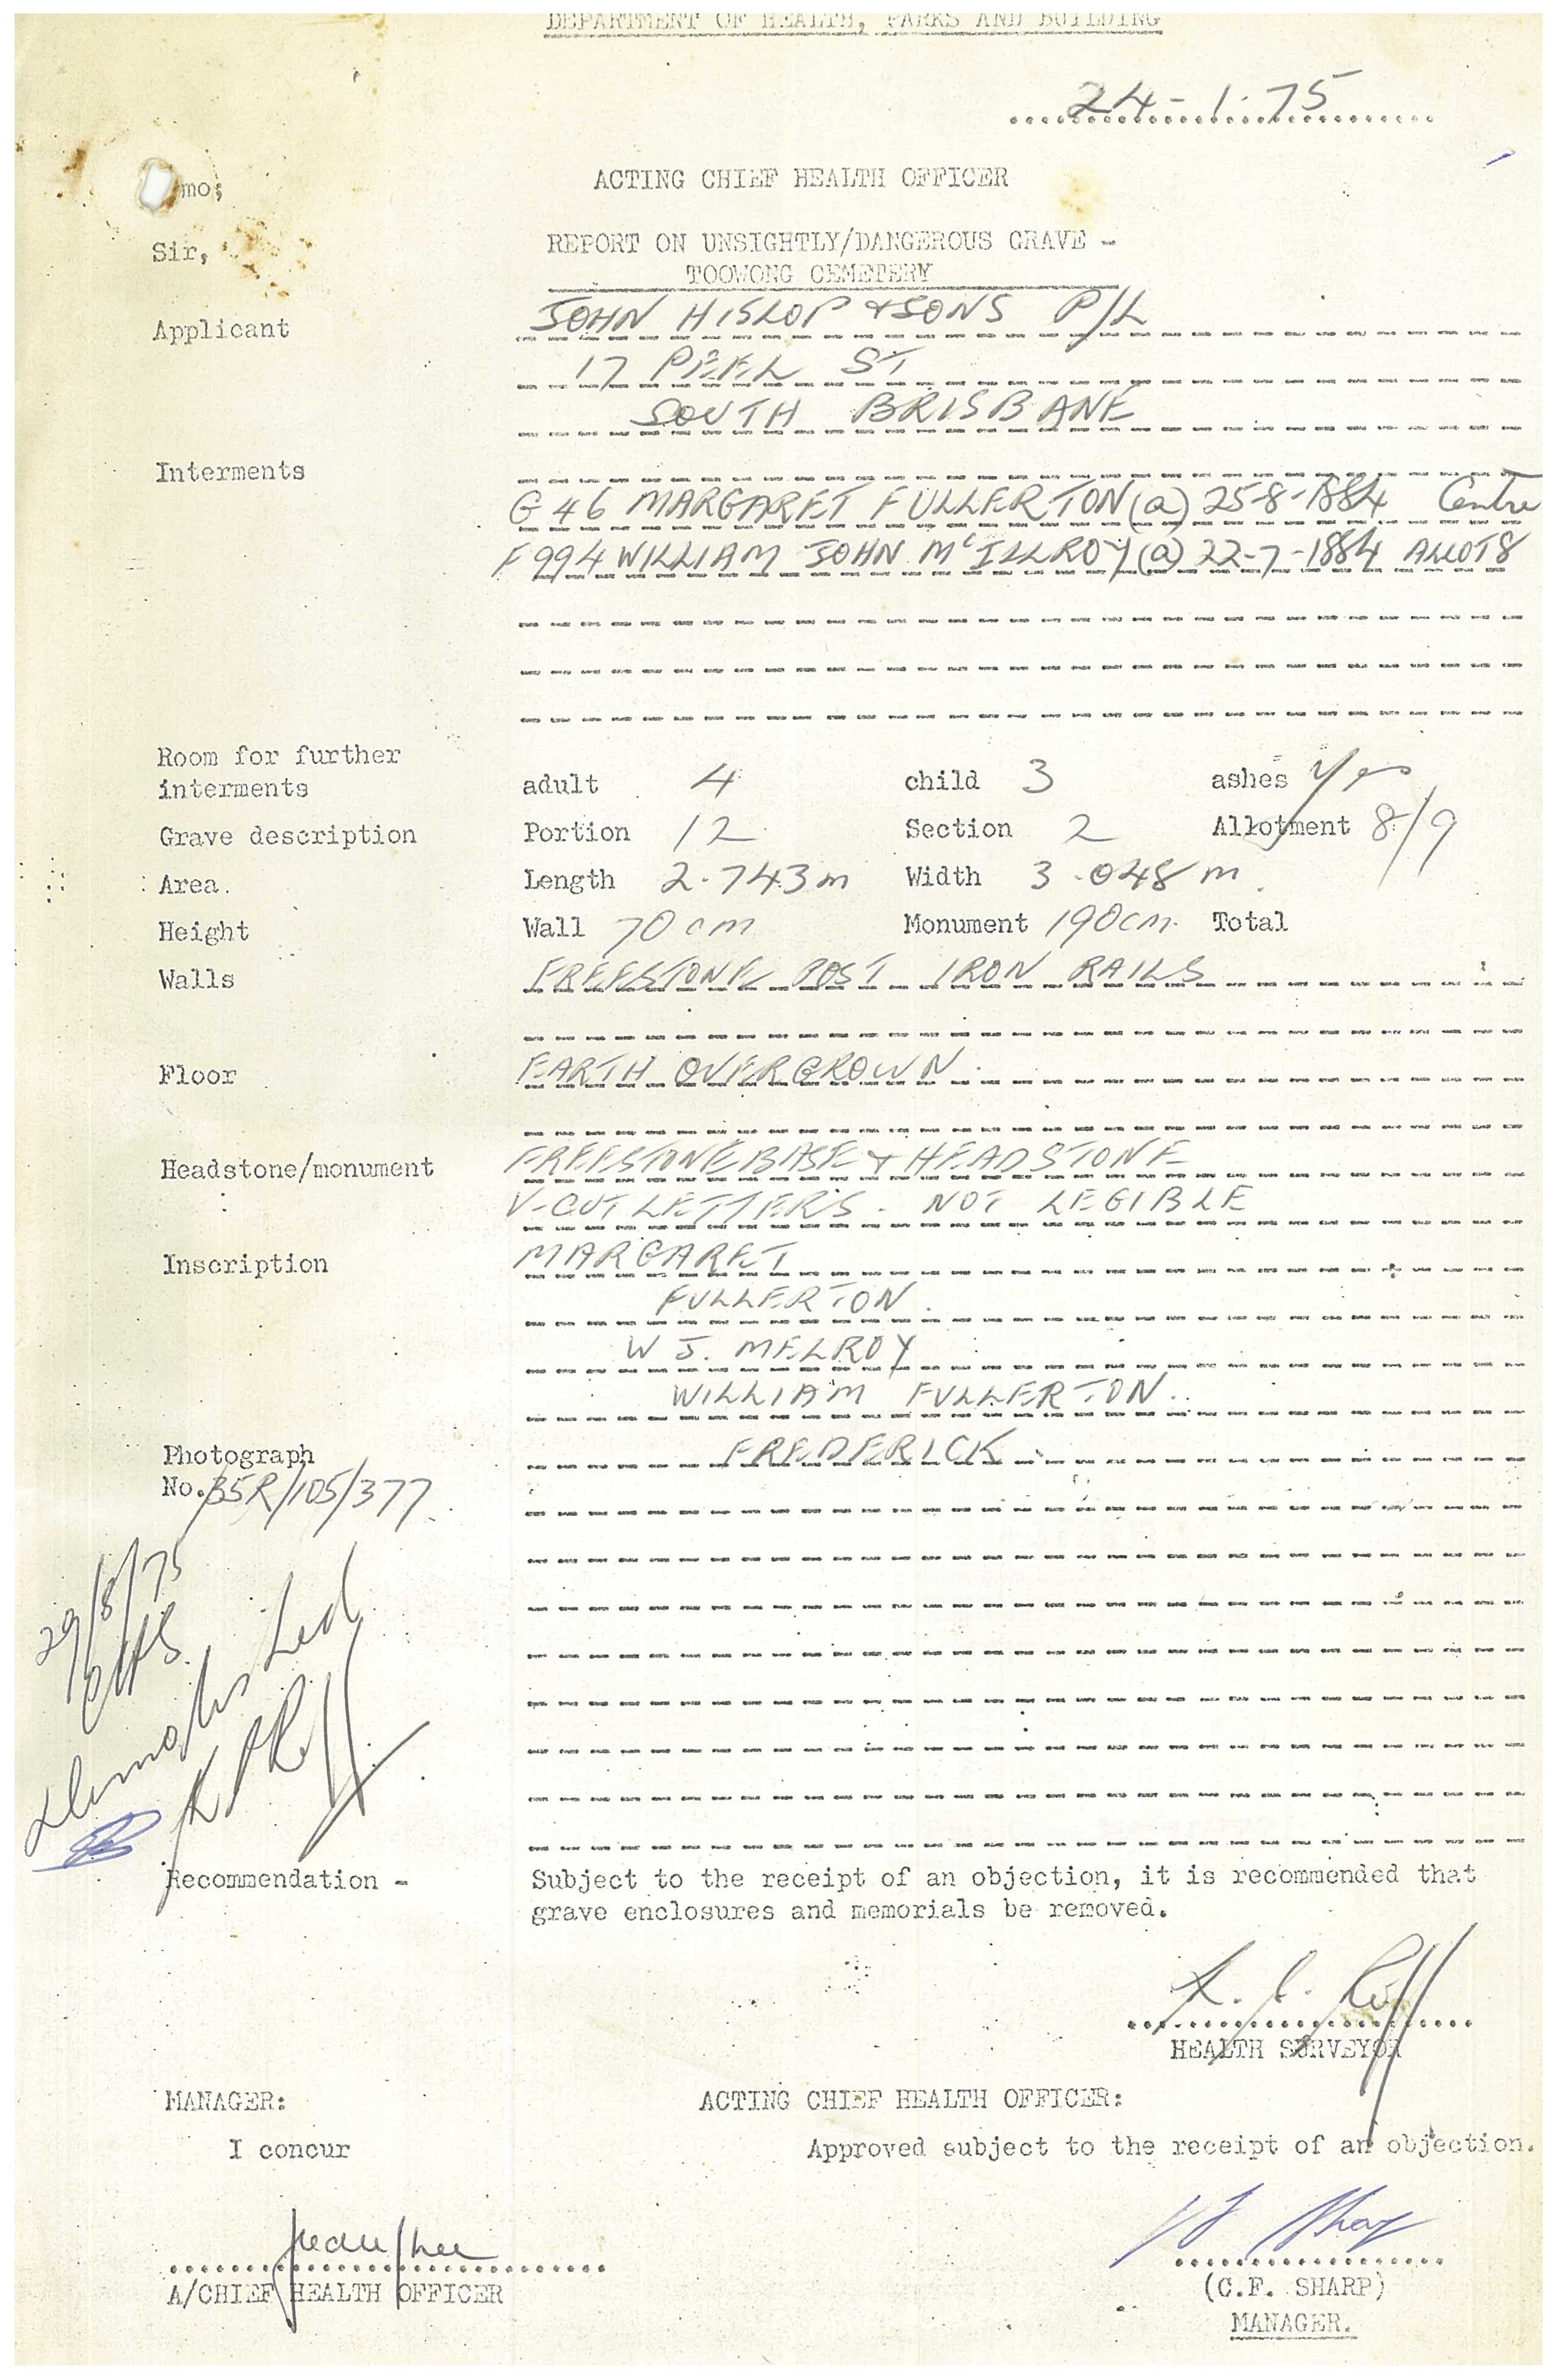 DEPARTMENT OF HEALTH, PARKS AND BUILDING
24-1-75
mo;
ACTING CHIEF HEALTH OFFICER
Sir,
REPORT ON UNSIGHTLY/DANGEROUS GRAVE -
TOOWONG CEMETERY
Applicant JOHN HISLOP & SONS P/L
17 PEEL ST
SOUTH BRISBANE
Interments
G 46 MARGARET FULLERTON (a) 25-8-1884 Centre
F 994 WILLIAM JOHN McILLROY (a) 22-7-1884 ALLOT 8
Room for further
interments adult 4 child 3 ashes Yes
Grave description Portion 12 Section 2 Allotment 8/9
Area. Length 2.743m Width 3.048m.
Height Wall 70cm Monument 190cm. Total
Walls FREESTONE POST IRON RAILS
Floor EARTH OVERGROWN.
Headstone/monument FREESTONE BASE & HEADSTONE
V-CUT LETTERS. NOT LEGIBLE
Inscription MARGARET
FULLERTON.
W J. MELROY
WILLIAM FULLERTON.
Photograph FREDERICK.
No. B5R/105/377.
29/8/75
Recommendation - Subject to the receipt of an objection, it is recommended that
grave enclosures and memorials be removed.
HEALTH SURVEYOR
MANAGER: ACTING CHIEF HEALTH OFFICER:
I concur Approved subject to the receipt of an objection.
A/CHIEF HEALTH OFFICER
(C.F. SHARP)
MANAGER.